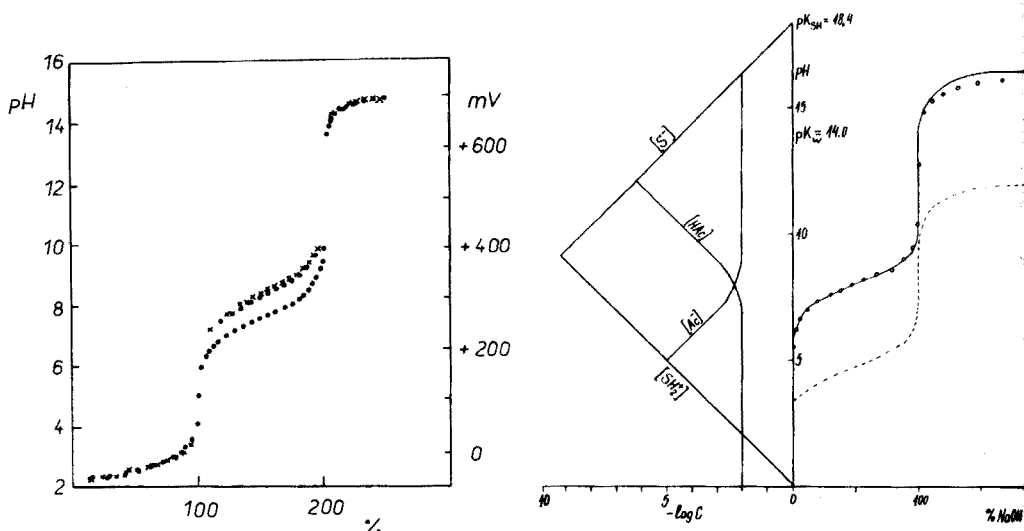 16
14
12
10
8
6
4
2
pH
mV
+600
+400
+200
0
100
200
%
pK_SH = 18,4
pH
15
pK_w = 14.0
10
5
[S⁻]
[HAc]
[Ac⁻]
[SH₂⁺]
10
5
-log C
0
100
% NaOH